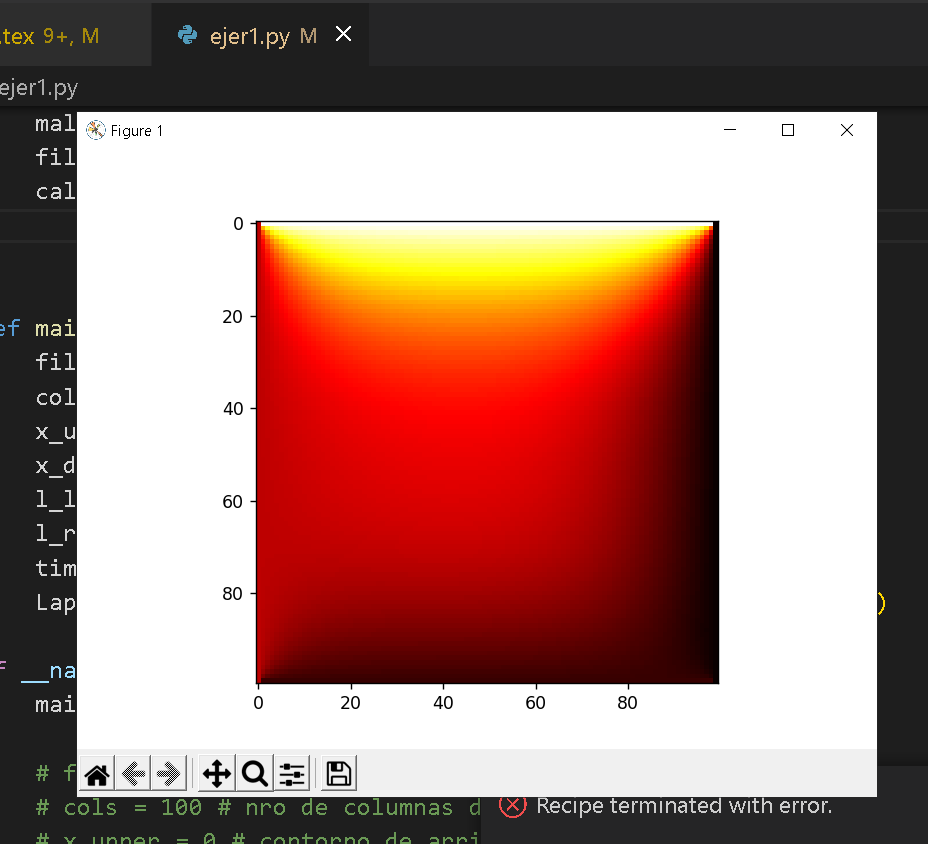 .tex 9+, M
ejer1.py M
ejer1.py
mal
Figure 1
fil
cal
0
20
ef mai
fil
40
col
x_u
x_d
60
l_l
l_r
tim
80
Lap
)
0 20 40 60 80
f __na
mai
# f
# cols = 100 # nro de columnas d
Recipe terminated with error.
# x_upper = 0 # contorno de arri